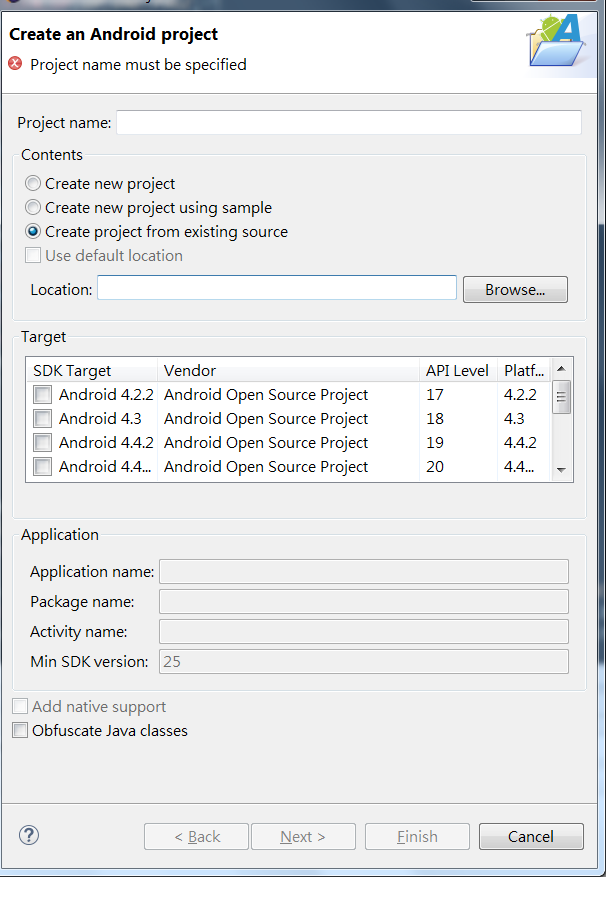 Create an Android project
Project name must be specified
Project name:
Contents
Create new project
Create new project using sample
Create project from existing source
Use default location
Location: Browse...
Target
SDK Target Vendor API Level Platf...
Android 4.2.2 Android Open Source Project 17 4.2.2
Android 4.3 Android Open Source Project 18 4.3
Android 4.4.2 Android Open Source Project 19 4.4.2
Android 4.4... Android Open Source Project 20 4.4...
Application
Application name:
Package name:
Activity name:
Min SDK version: 25
Add native support
Obfuscate Java classes
? < Back Next > Finish Cancel